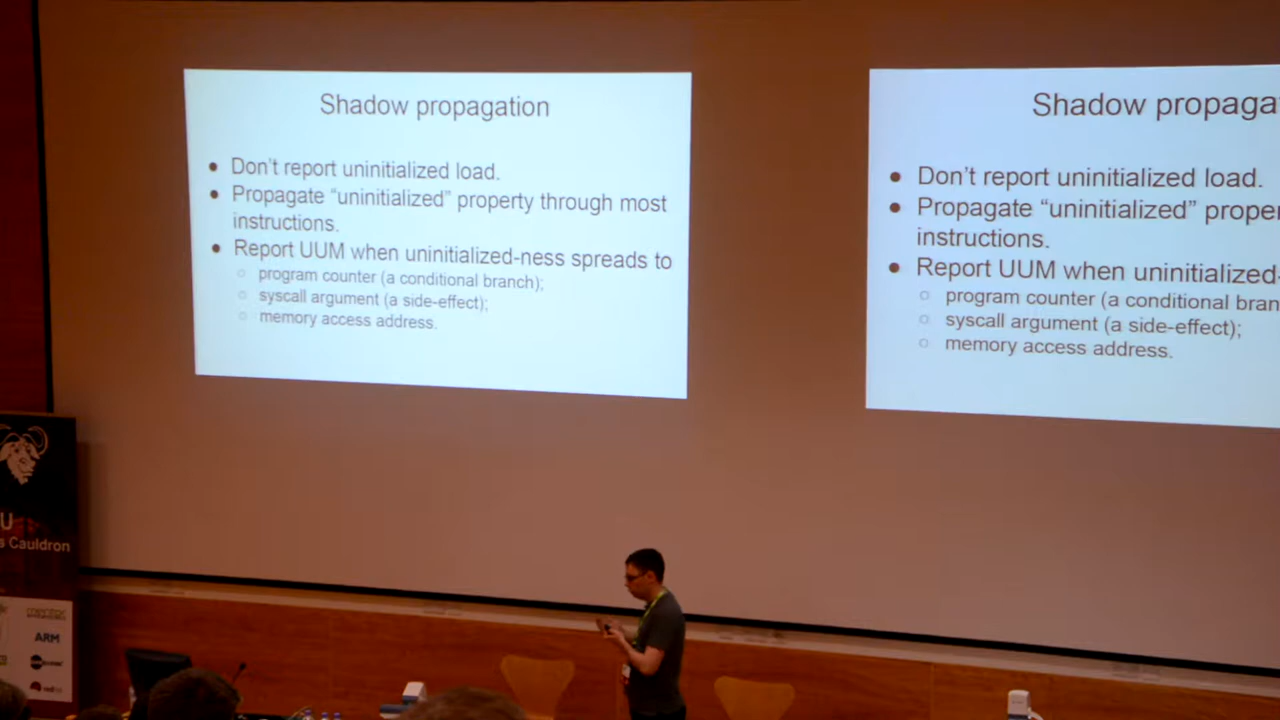 Shadow propagation
● Don't report uninitialized load.
● Propagate “uninitialized” property through most
instructions.
● Report UUM when uninitialized-ness spreads to
○ program counter (a conditional branch);
○ syscall argument (a side-effect);
○ memory access address.
Shadow propaga
● Don't report uninitialized load.
● Propagate “uninitialized” proper
instructions.
● Report UUM when uninitialized-
○ program counter (a conditional bran
○ syscall argument (a side-effect);
○ memory access address.
U
s Cauldron
mentor
ARM